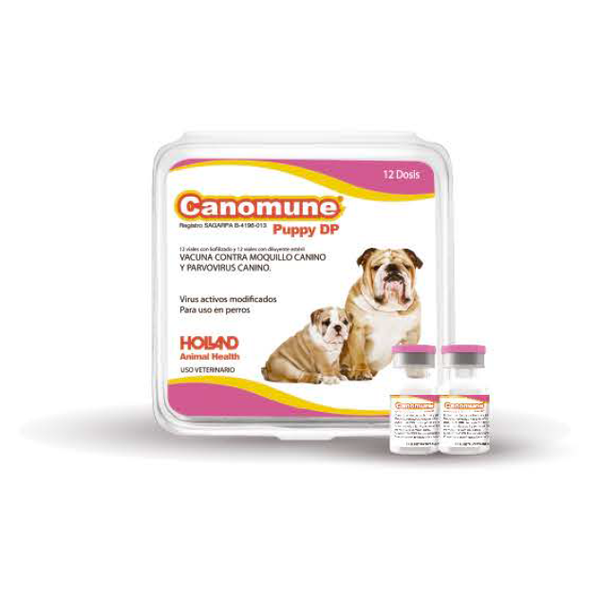 12 Dosis
Canomune®
Registro SAGARPA B-4196-013
Puppy DP
12 viales con liofilizado y 12 viales con diluyente estéril
VACUNA CONTRA MOQUILLO CANINO
Y PARVOVIRUS CANINO.
Virus activos modificados
Para uso en perros
HOLLAND
Animal Health
USO VETERINARIO
Canomune
Canomune